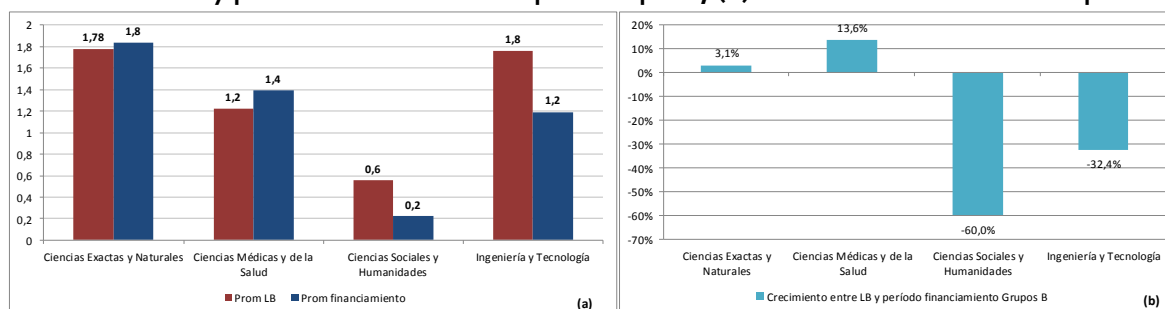 2
1,8
1,6
1,4
1,2
1
0,8
0,6
0,4
0,2
0
1,78
1,8
1,2
1,4
0,6
0,2
1,8
1,2
Ciencias Exactas y Naturales
Ciencias Médicas y de la
Salud
Ciencias Sociales y
Humanidades
Ingeniería y Tecnología
Prom LB
Prom financiamiento
(a)
20%
10%
0%
-10%
-20%
-30%
-40%
-50%
-60%
-70%
3,1%
13,6%
-60,0%
-32,4%
Ciencias Exactas y
Naturales
Ciencias Médicas y de la
Salud
Ciencias Sociales y
Humanidades
Ingeniería y Tecnología
Crecimiento entre LB y período financiamiento Grupos B
(b)